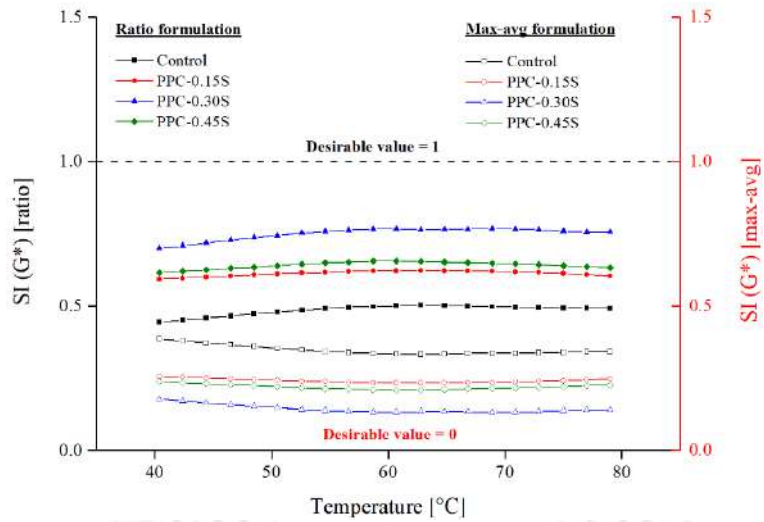 1.5
1.5
Ratio formulation
Max-avg formulation
Control
Control
PPC-0.15S
PPC-0.15S
PPC-0.30S
PPC-0.30S
PPC-0.45S
PPC-0.45S
Desirable value = 1
1.0
1.0
SI (G*) [ratio]
SI (G*) [max-avg]
0.5
0.5
Desirable value = 0
0.0
0.0
40
50
60
70
80
Temperature [°C]